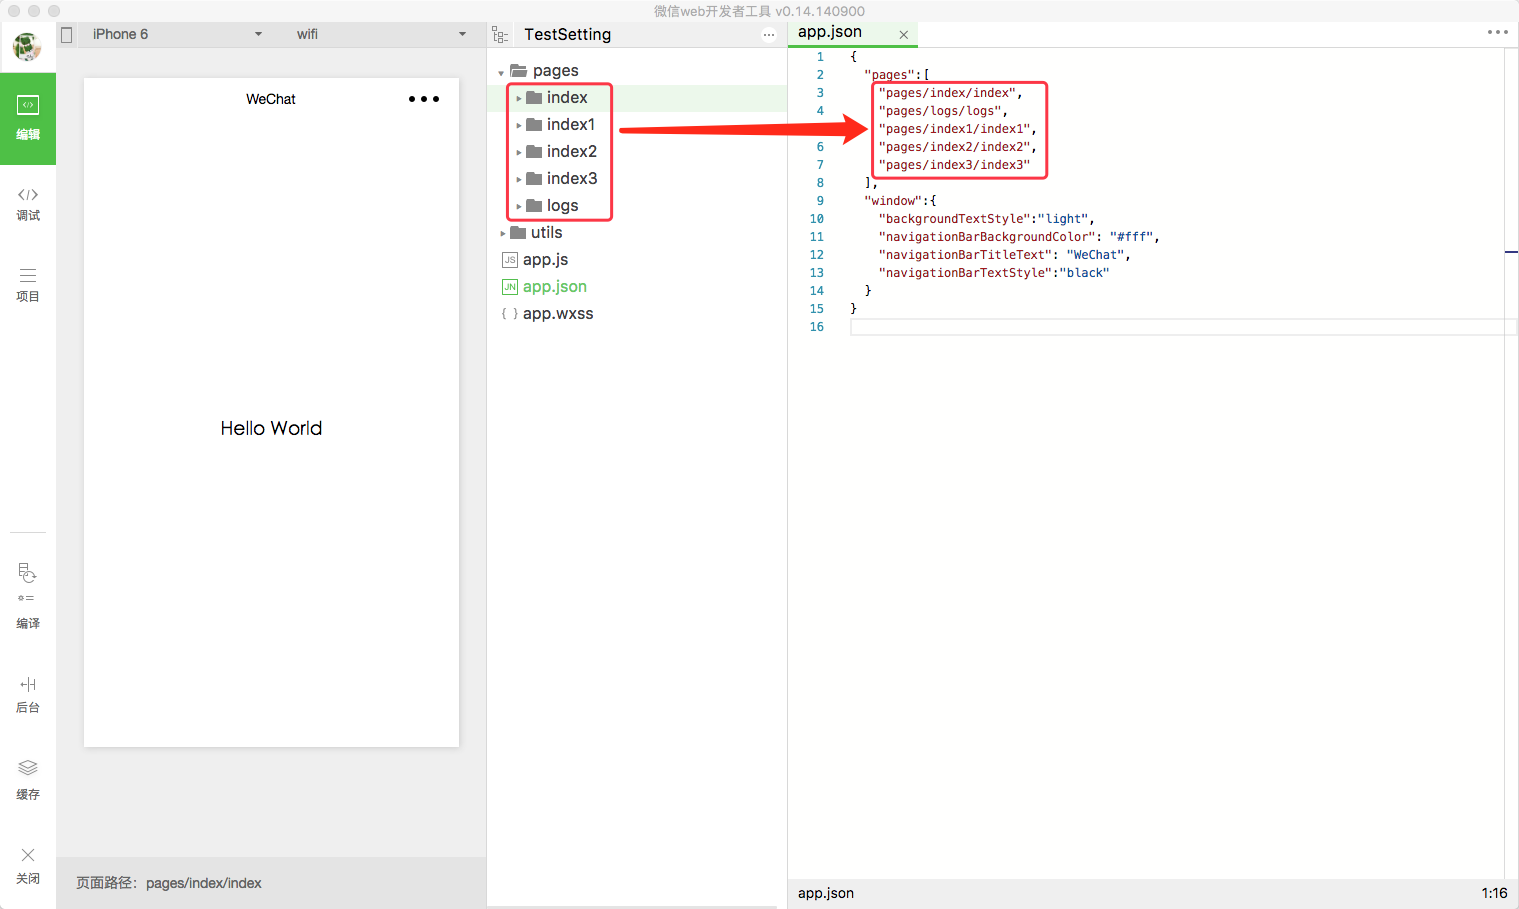 微信web开发者工具 v0.14.140900
iPhone 6
wifi
编辑
调试
项目
编译
后台
缓存
关闭
WeChat
Hello World
页面路径: pages/index/index
TestSetting
pages
index
index1
index2
index3
logs
utils
JS app.js
JN app.json
{ } app.wxss
app.json
1 {
2 "pages":[
3 "pages/index/index",
4 "pages/logs/logs",
"pages/index1/index1",
6 "pages/index2/index2",
7 "pages/index3/index3"
8 ],
9 "window":{
10 "backgroundTextStyle":"light",
11 "navigationBarBackgroundColor": "#fff",
12 "navigationBarTitleText": "WeChat",
13 "navigationBarTextStyle":"black"
14 }
15 }
16
app.json
1:16